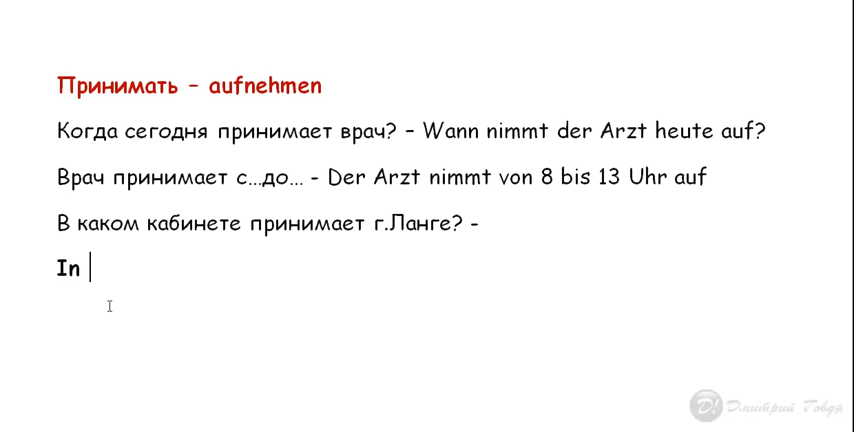 Принимать – aufnehmen
Когда сегодня принимает врач? – Wann nimmt der Arzt heute auf?
Врач принимает с...до... - Der Arzt nimmt von 8 bis 13 Uhr auf
В каком кабинете принимает г.Ланге? -
In
D! Дмитрий Говдя